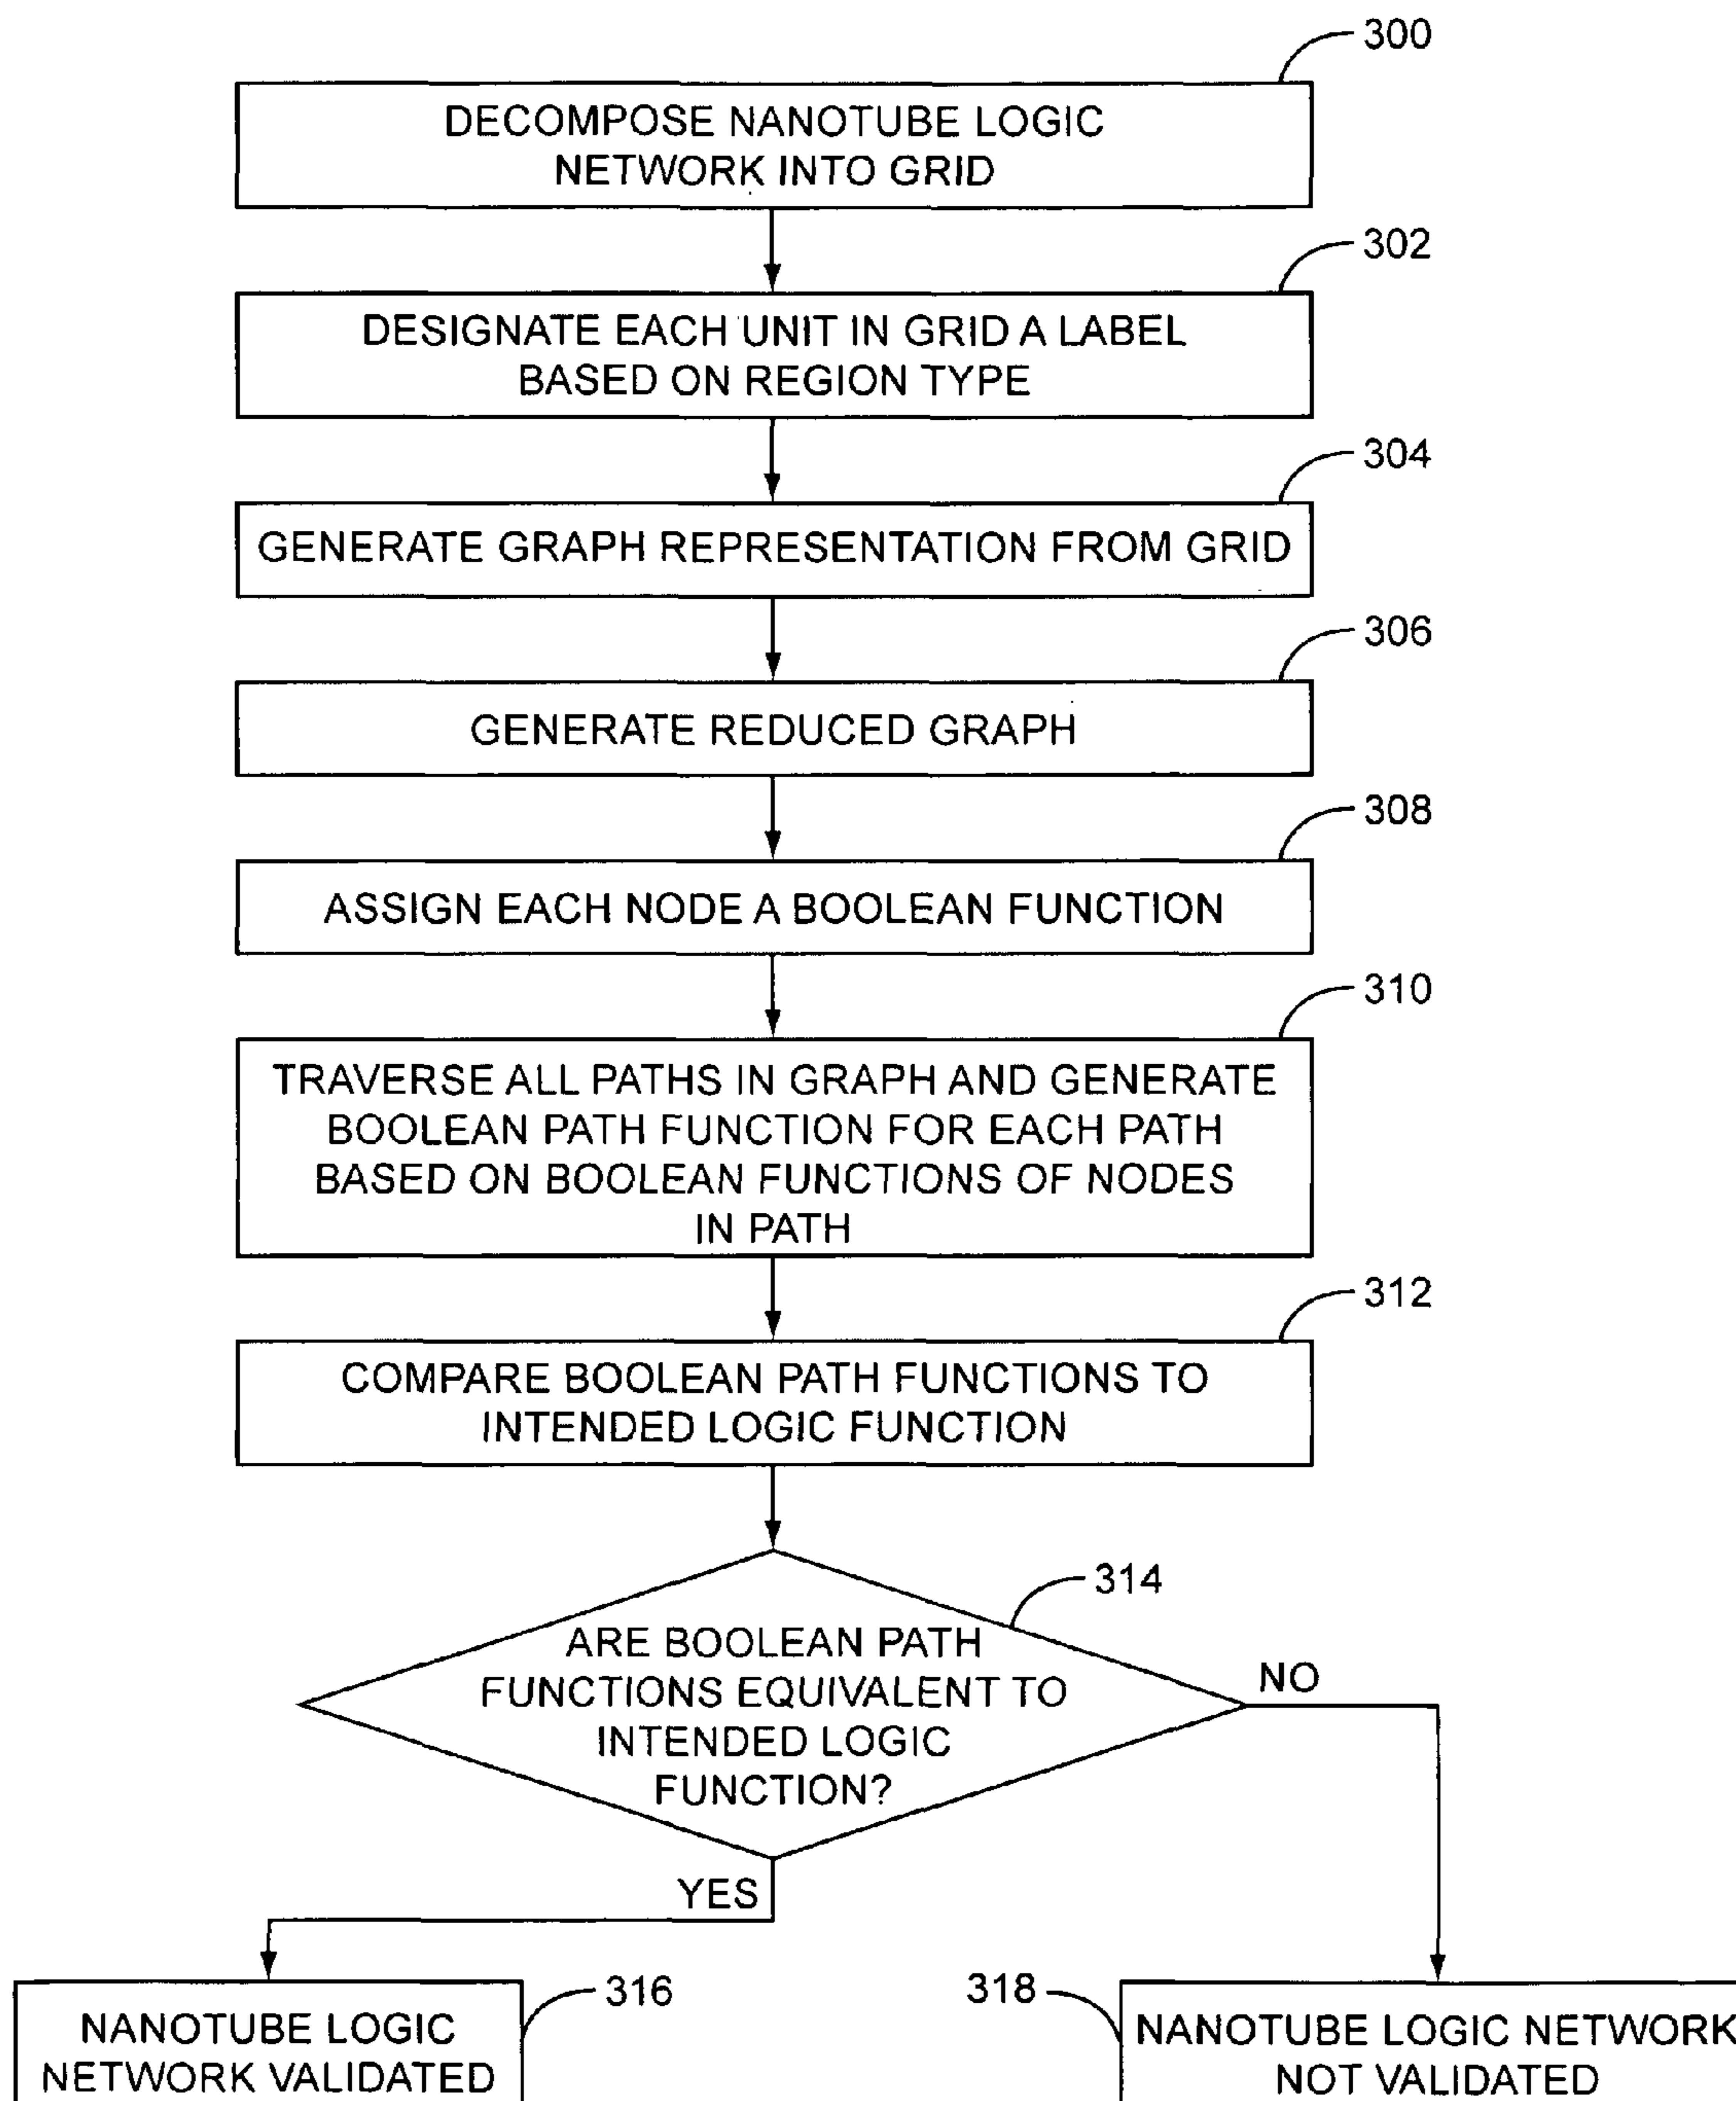 300
DECOMPOSE NANOTUBE LOGIC
NETWORK INTO GRID
302
DESIGNATE EACH UNIT IN GRID A LABEL
BASED ON REGION TYPE
304
GENERATE GRAPH REPRESENTATION FROM GRID
306
GENERATE REDUCED GRAPH
308
ASSIGN EACH NODE A BOOLEAN FUNCTION
310
TRAVERSE ALL PATHS IN GRAPH AND GENERATE
BOOLEAN PATH FUNCTION FOR EACH PATH
BASED ON BOOLEAN FUNCTIONS OF NODES
IN PATH
312
COMPARE BOOLEAN PATH FUNCTIONS TO
INTENDED LOGIC FUNCTION
314
ARE BOOLEAN PATH
FUNCTIONS EQUIVALENT TO
INTENDED LOGIC
FUNCTION?
NO
YES
316
NANOTUBE LOGIC
NETWORK VALIDATED
318
NANOTUBE LOGIC NETWORK
NOT VALIDATED